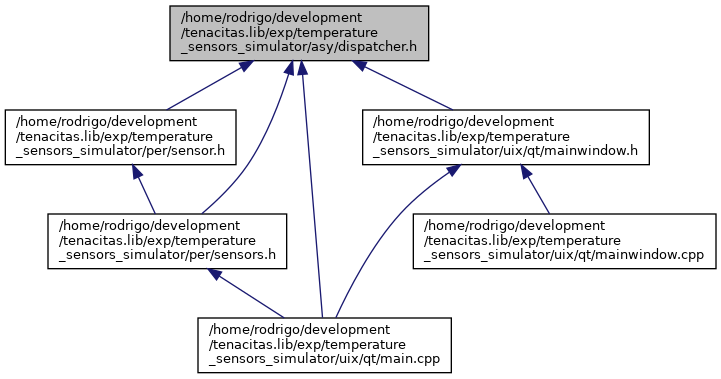 /home/rodrigo/development
/tenacitas.lib/exp/temperature
_sensors_simulator/asy/dispatcher.h
/home/rodrigo/development
/tenacitas.lib/exp/temperature
_sensors_simulator/per/sensor.h
/home/rodrigo/development
/tenacitas.lib/exp/temperature
_sensors_simulator/uix/qt/mainwindow.h
/home/rodrigo/development
/tenacitas.lib/exp/temperature
_sensors_simulator/per/sensors.h
/home/rodrigo/development
/tenacitas.lib/exp/temperature
_sensors_simulator/uix/qt/mainwindow.cpp
/home/rodrigo/development
/tenacitas.lib/exp/temperature
_sensors_simulator/uix/qt/main.cpp